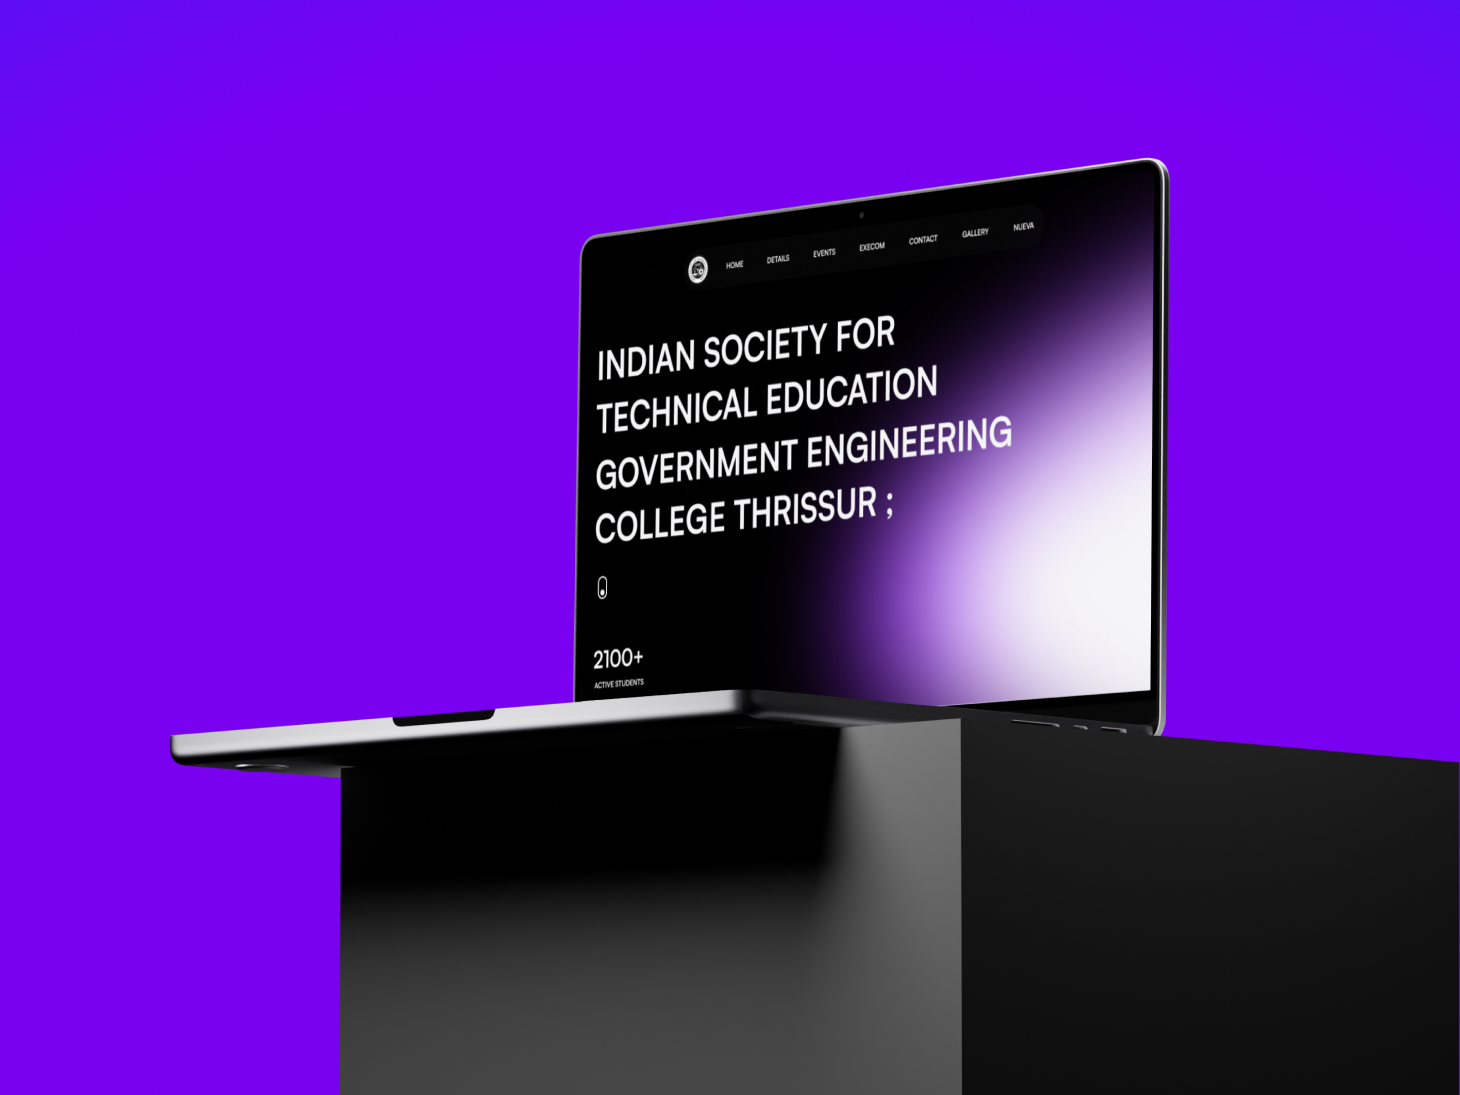 HOME DETAILS EVENTS EXECOM CONTACT GALLERY NUEVA
INDIAN SOCIETY FOR
TECHNICAL EDUCATION
GOVERNMENT ENGINEERING
COLLEGE THRISSUR ;
2100+
ACTIVE STUDENTS